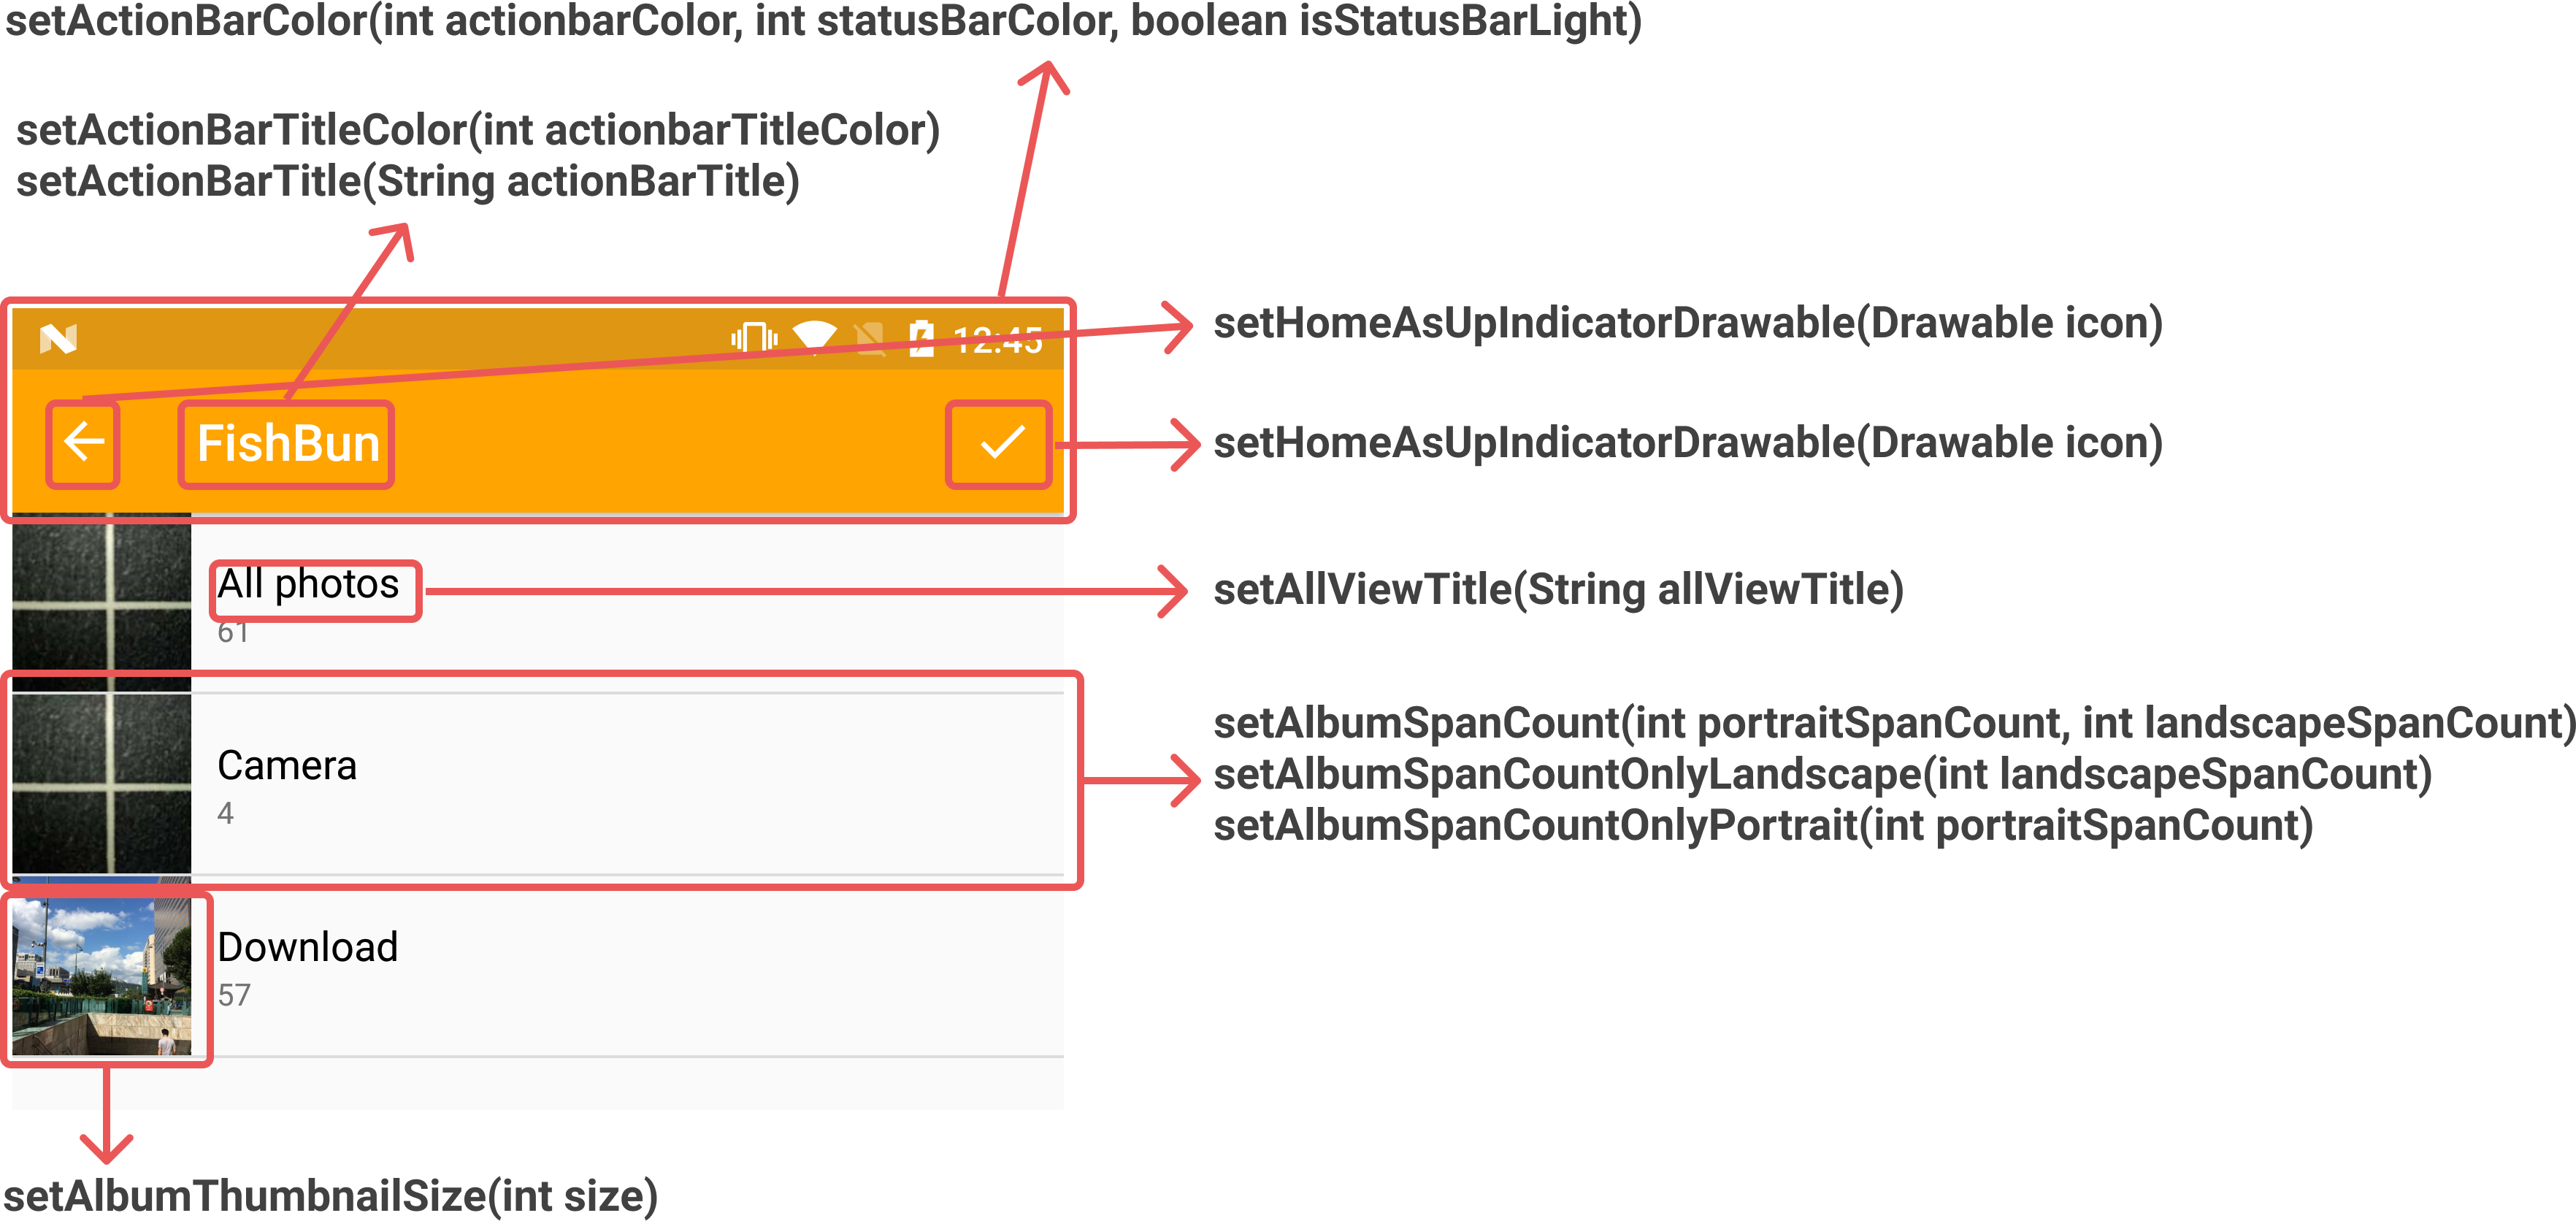 setActionBarColor(int actionbarColor, int statusBarColor, boolean isStatusBarLight)
setActionBarTitleColor(int actionbarTitleColor)
setActionBarTitle(String actionBarTitle)
12:45
setHomeAsUpIndicatorDrawable(Drawable icon)
FishBun
setHomeAsUpIndicatorDrawable(Drawable icon)
All photos
setAllViewTitle(String allViewTitle)
61
setAlbumSpanCount(int portraitSpanCount, int landscapeSpanCount)
Camera
setAlbumSpanCountOnlyLandscape(int landscapeSpanCount)
4
setAlbumSpanCountOnlyPortrait(int portraitSpanCount)
Download
57
setAlbumThumbnailSize(int size)